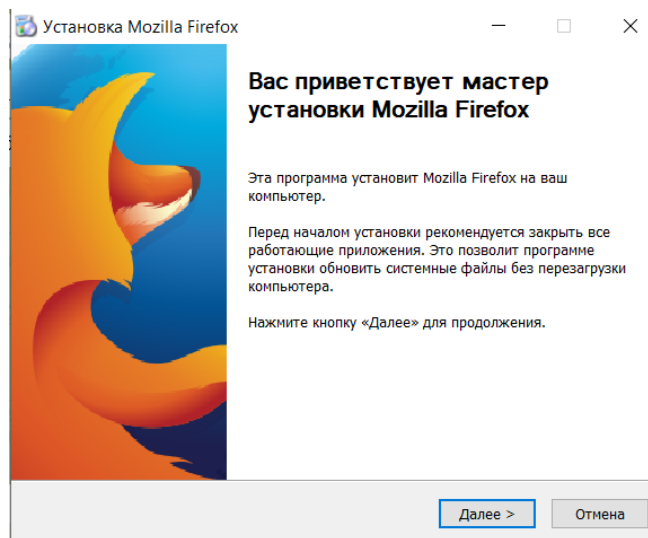 Установка Mozilla Firefox
Вас приветствует мастер
установки Mozilla Firefox
Эта программа установит Mozilla Firefox на ваш
компьютер.
Перед началом установки рекомендуется закрыть все
работающие приложения. Это позволит программе
установки обновить системные файлы без перезагрузки
компьютера.
Нажмите кнопку «Далее» для продолжения.
Далее >
Отмена